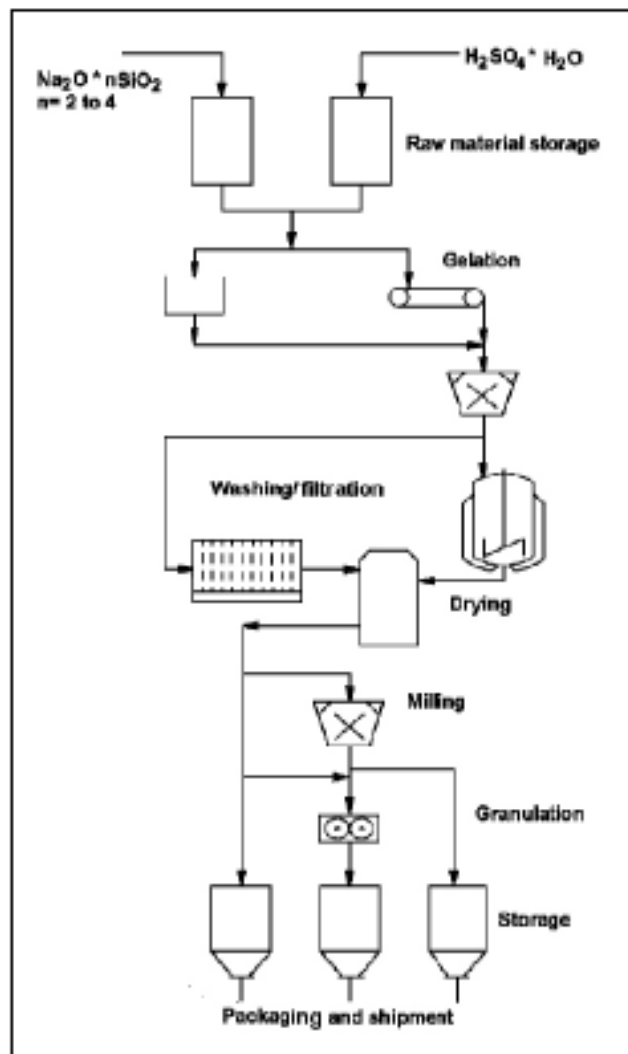 Na₂O * nSiO₂
n= 2 to 4
H₂SO₄ * H₂O
Raw material storage
Gelation
Washing/filtration
Drying
Milling
Granulation
Storage
Packaging and shipment